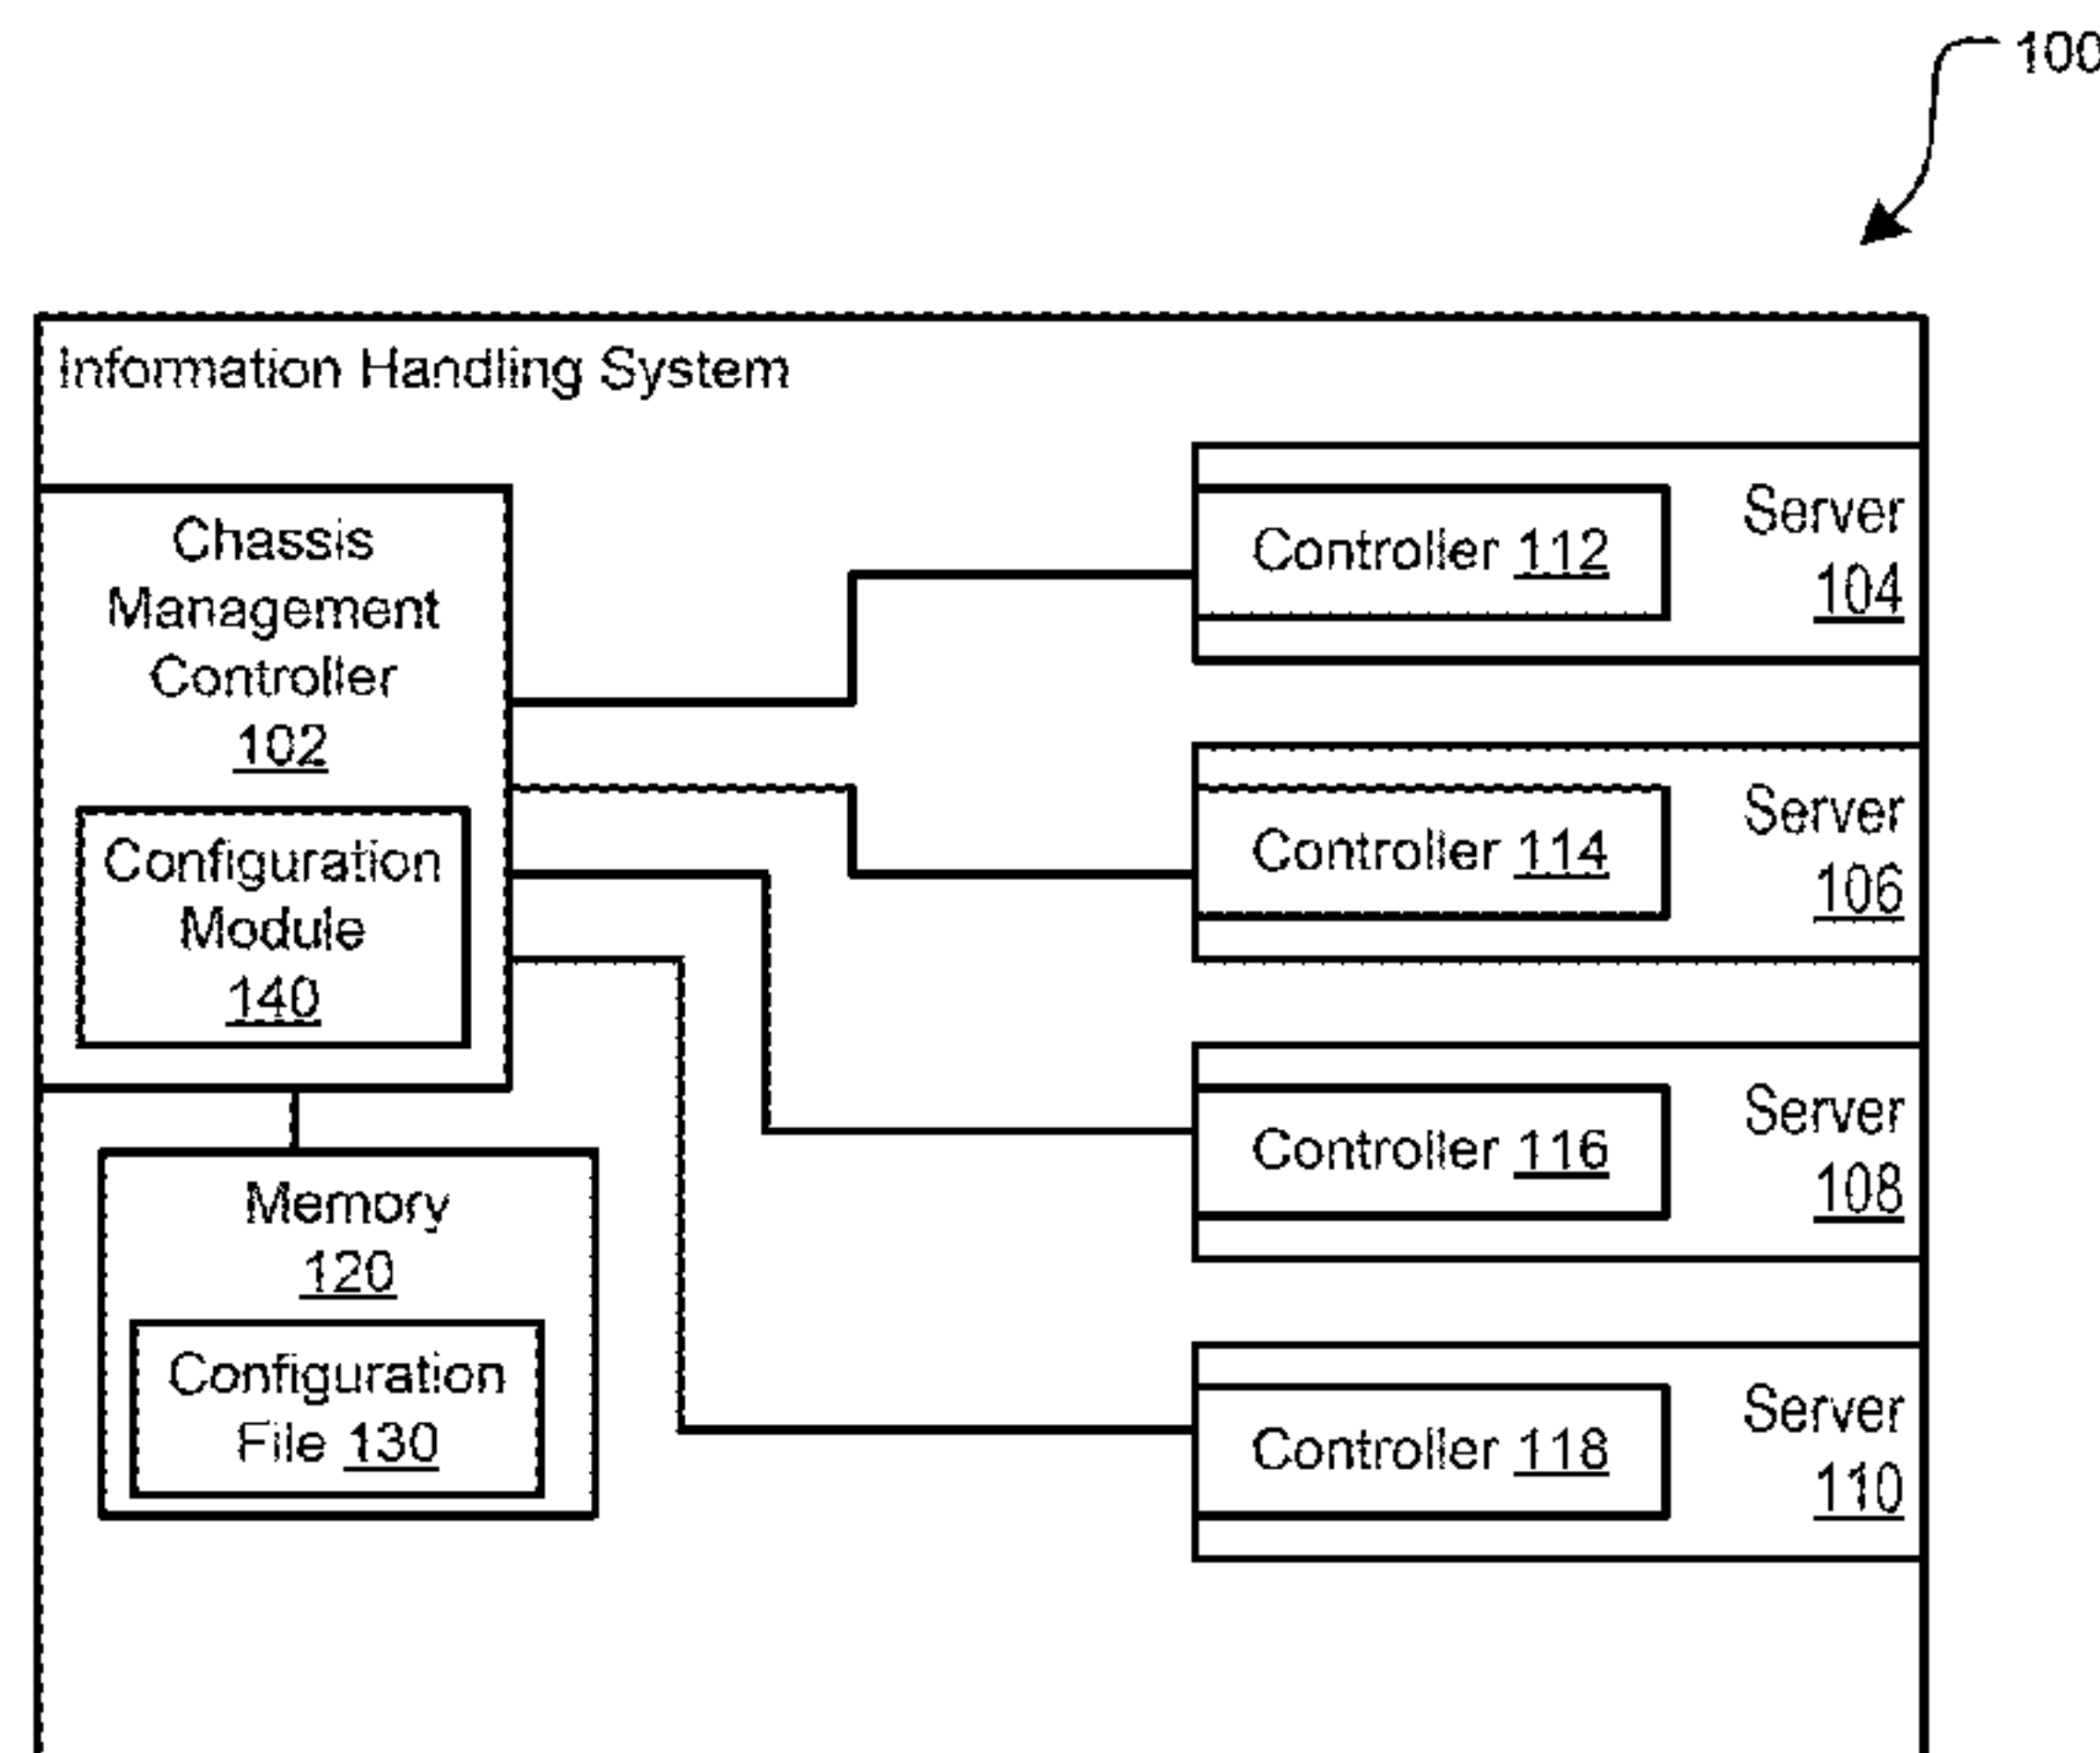 100
Information Handling System
Chassis
Management
Controller
102
Configuration
Module
140
Memory
120
Configuration
File 130
Controller 112
Server
104
Controller 114
Server
106
Controller 116
Server
108
Controller 118
Server
110